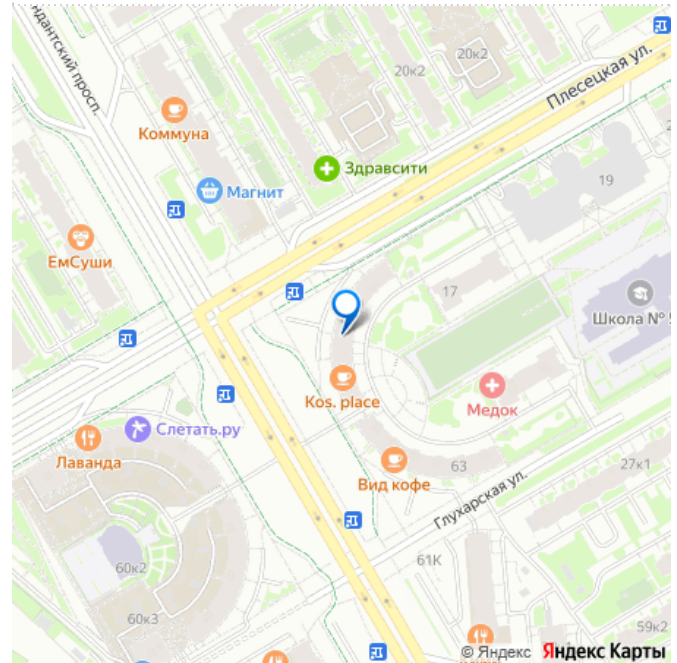 ндантский просп.
20к2
20к2
Плесецкая ул.
Коммуна
Здравсити
Магнит
19
ЕмСуши
17
Школа № 5
Kos. place
Медок
Слетать.ру
Лаванда
Вид кофе
63
27к1
Глухарская ул.
60к2
61К
60к3
59к2
© Яндекс Яндекс Карты